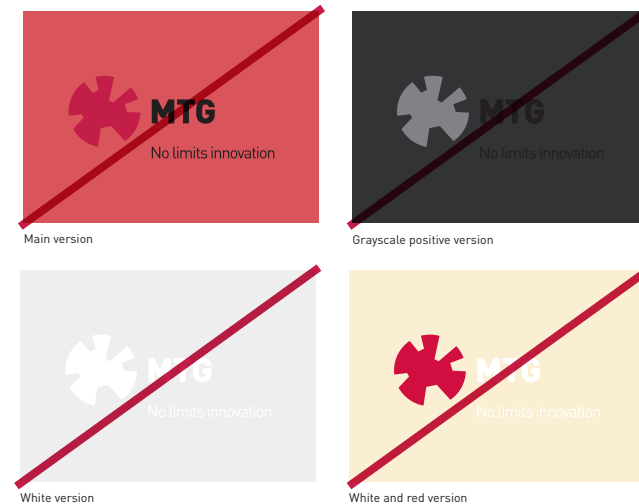 MTG
No limits innovation
Main version
MTG
No limits innovation
Grayscale positive version
MTG
No limits innovation
White version
MTG
No limits innovation
White and red version